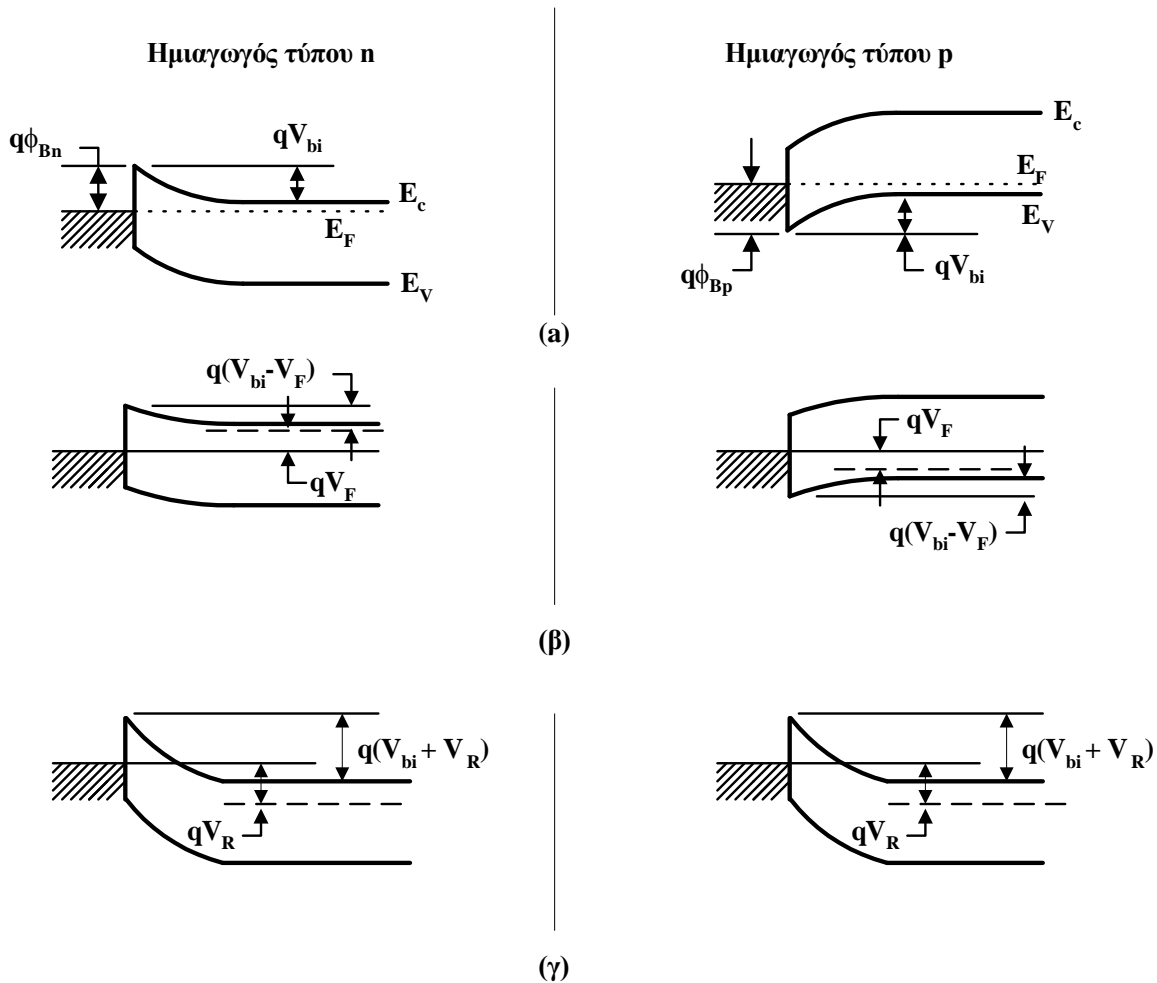 Ημιαγωγός τύπου n
Ημιαγωγός τύπου p
qϕBn
qVbi
Ec
EF
EV
Ec
EF
EV
qϕBp
qVbi
(α)
q(Vbi-VF)
qVF
qVF
q(Vbi-VF)
(β)
q(Vbi + VR)
qVR
q(Vbi + VR)
qVR
(γ)